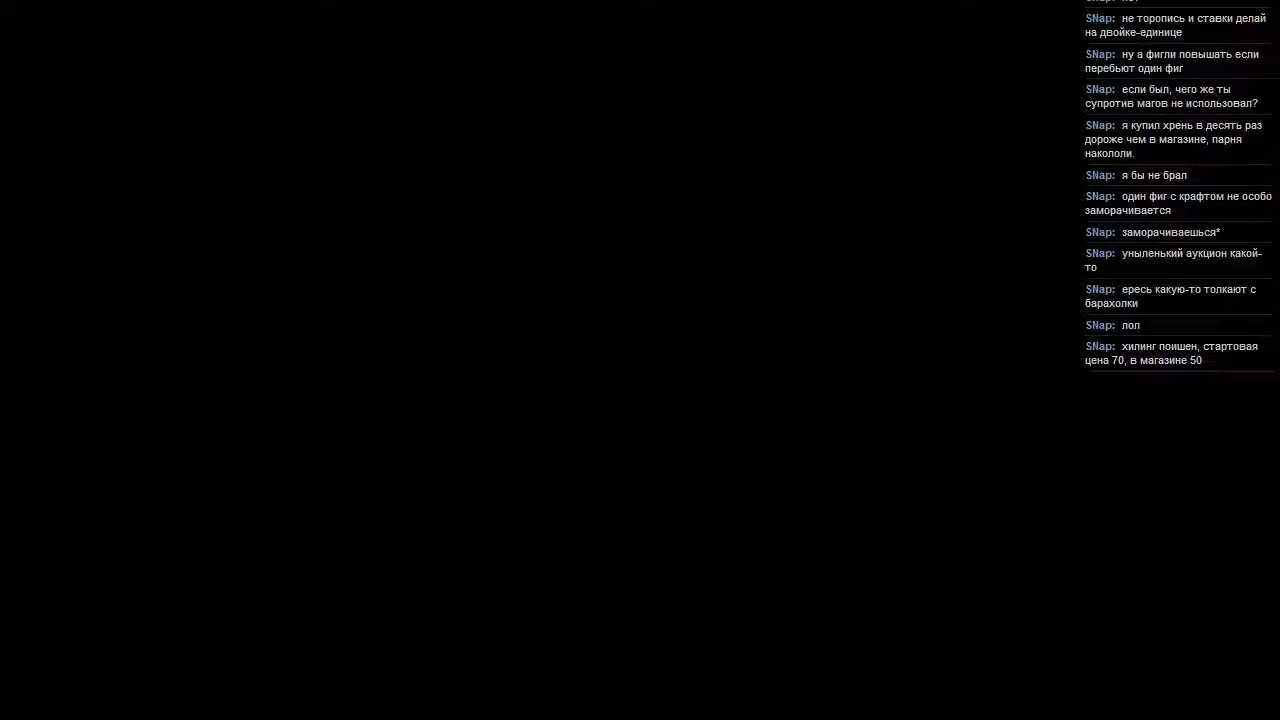 SNap: не торопись и ставки делай
на двойке-единице
SNap: ну а фигли повышать если
перебьют один фиг
SNap: если был, чего же ты
супротив магов не использовал?
SNap: я купил хрень в десять раз
дороже чем в магазине, парня
накололи.
SNap: я бы не брал
SNap: один фиг с крафтом не особо
заморачивается
SNap: заморачиваешься*
SNap: уныленький аукцион какой-
то
SNap: ересь какую-то толкают с
барахолки
SNap: лол
SNap: хилинг поишен, стартовая
цена 70, в магазине 50